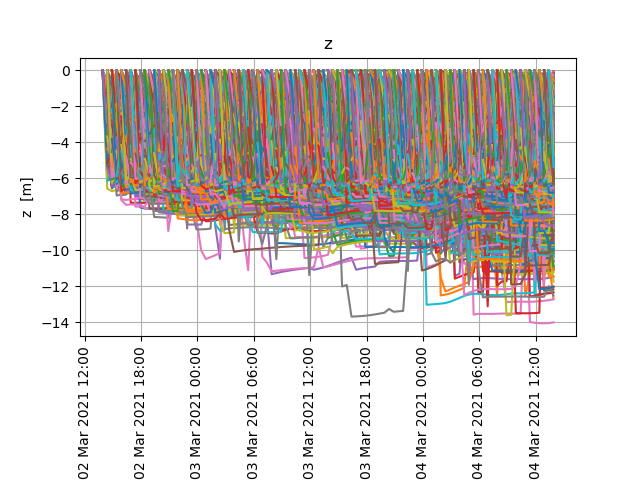 z
0
−2
−4
−6
−8
−10
−12
−14
z [m]
02 Mar 2021 12:00
02 Mar 2021 18:00
03 Mar 2021 00:00
03 Mar 2021 06:00
03 Mar 2021 12:00
03 Mar 2021 18:00
04 Mar 2021 00:00
04 Mar 2021 06:00
04 Mar 2021 12:00